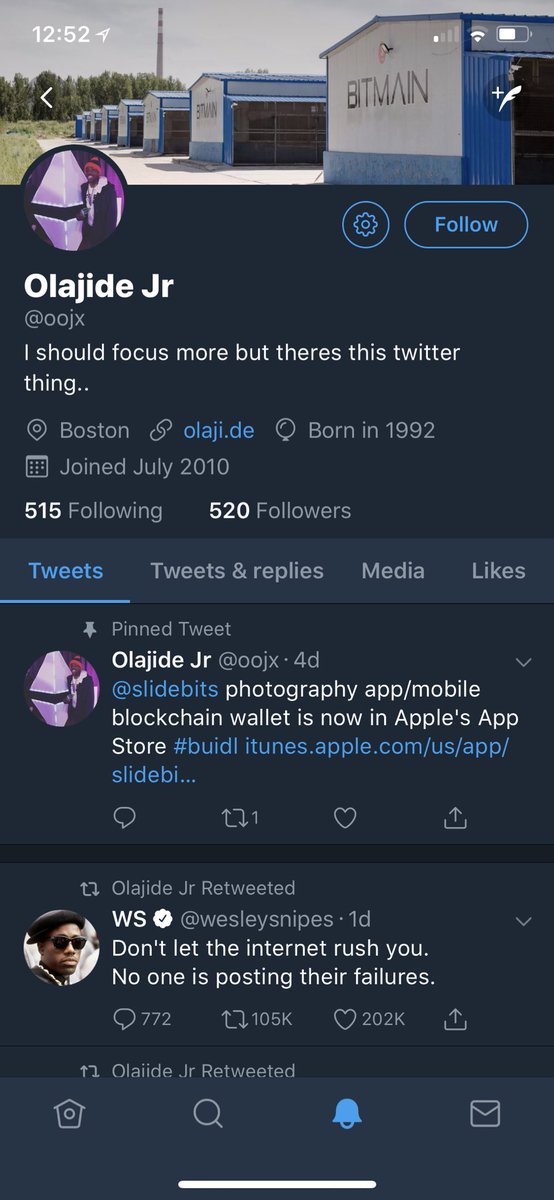 12:52
BITMAIN
BITMAIN
Follow
Olajide Jr
@oojx
I should focus more but theres this twitter
thing..
Boston olaji.de Born in 1992
Joined July 2010
515 Following 520 Followers
Tweets Tweets & replies Media Likes
Pinned Tweet
Olajide Jr @oojx · 4d
@slidebits photography app/mobile
blockchain wallet is now in Apple's App
Store #buidl itunes.apple.com/us/app/
slidebi...
1
Olajide Jr Retweeted
WS @wesleysnipes · 1d
Don't let the internet rush you.
No one is posting their failures.
772 105K 202K
Olajide Jr Retweeted